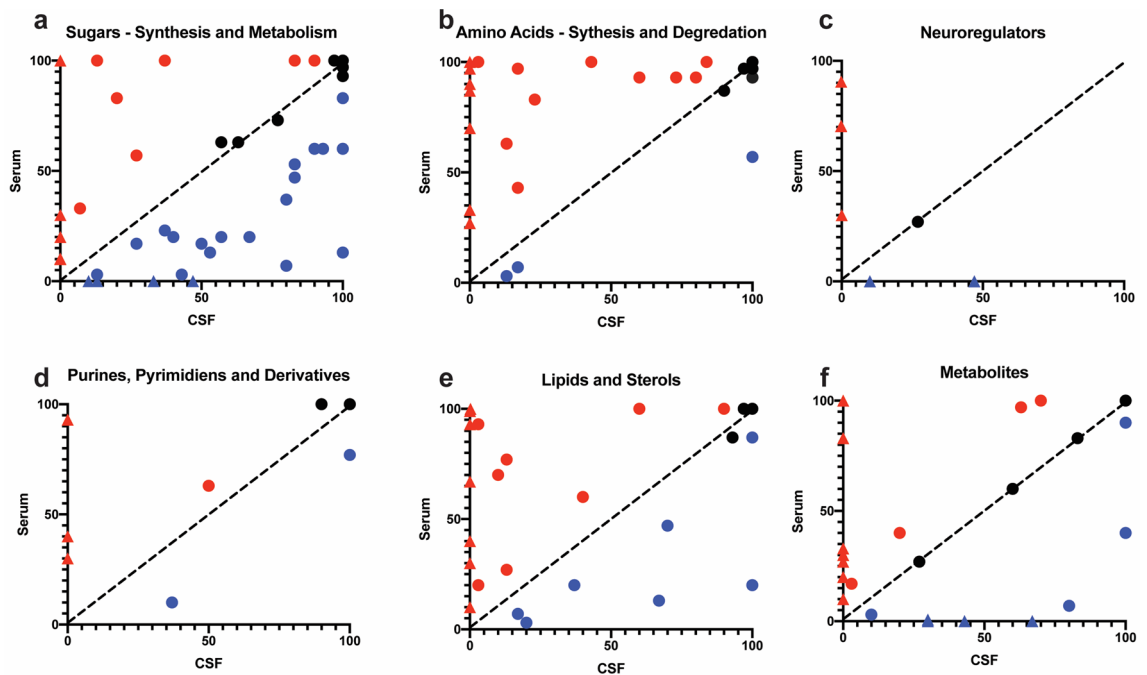 a
Sugars - Synthesis and Metabolism
100
50
0
Serum
0 50 100
CSF
b
Amino Acids - Sythesis and Degredation
100
50
0
Serum
0 50 100
CSF
c
Neuroregulators
100
50
0
Serum
0 50 100
CSF
d
Purines, Pyrimidiens and Derivatives
100
50
0
Serum
0 50 100
CSF
e
Lipids and Sterols
100
50
0
Serum
0 50 100
CSF
f
Metabolites
100
50
0
Serum
0 50 100
CSF